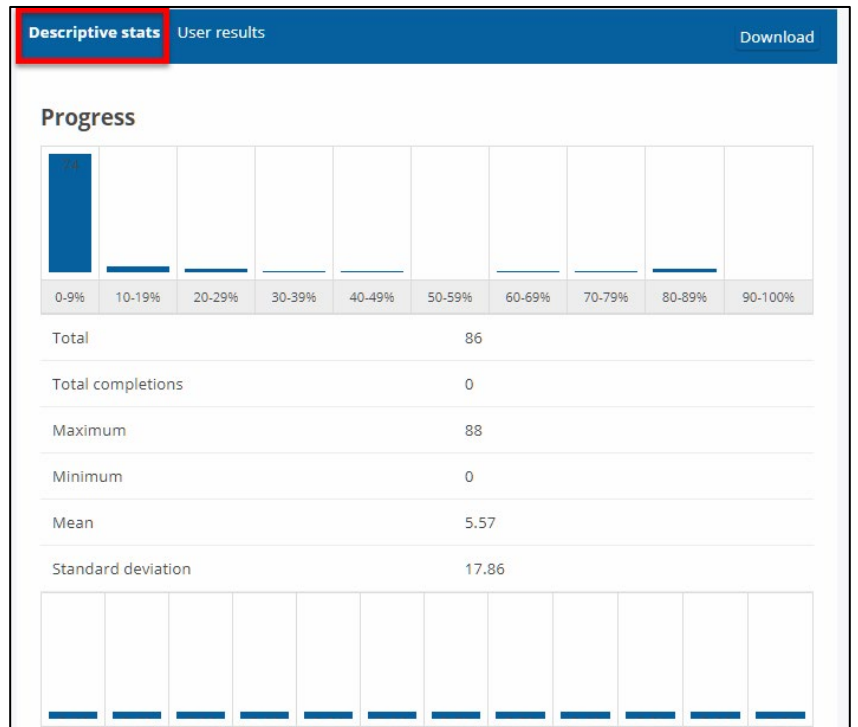 Descriptive stats User results Download
Progress
74
0-9% 10-19% 20-29% 30-39% 40-49% 50-59% 60-69% 70-79% 80-89% 90-100%
Total 86
Total completions 0
Maximum 88
Minimum 0
Mean 5.57
Standard deviation 17.86